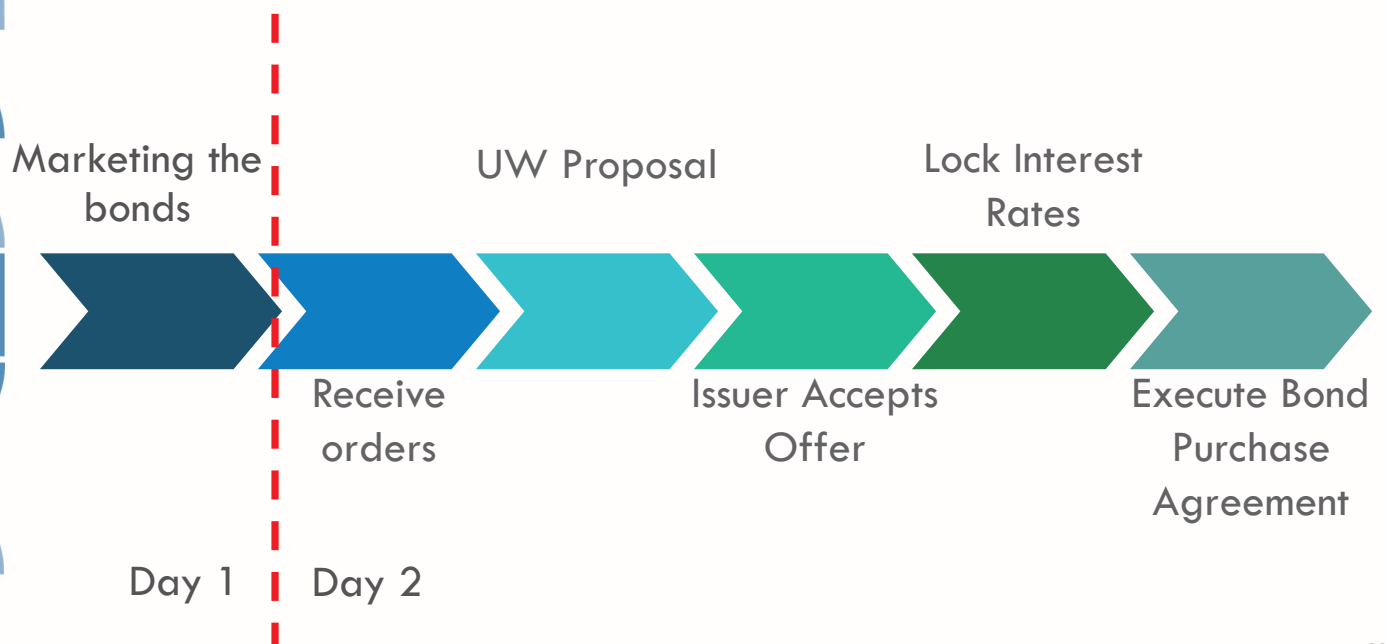 Marketing the
bonds
Receive
orders
UW Proposal
Issuer Accepts
Offer
Lock Interest
Rates
Execute Bond
Purchase
Agreement
Day 1
Day 2